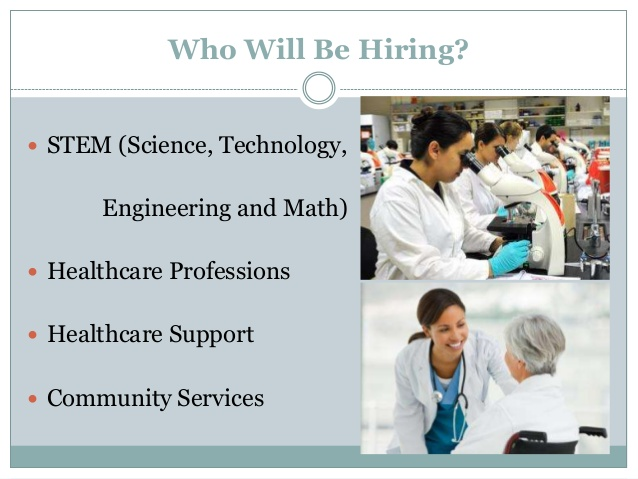 Who Will Be Hiring?
• STEM (Science, Technology,
Engineering and Math)
• Healthcare Professions
• Healthcare Support
• Community Services